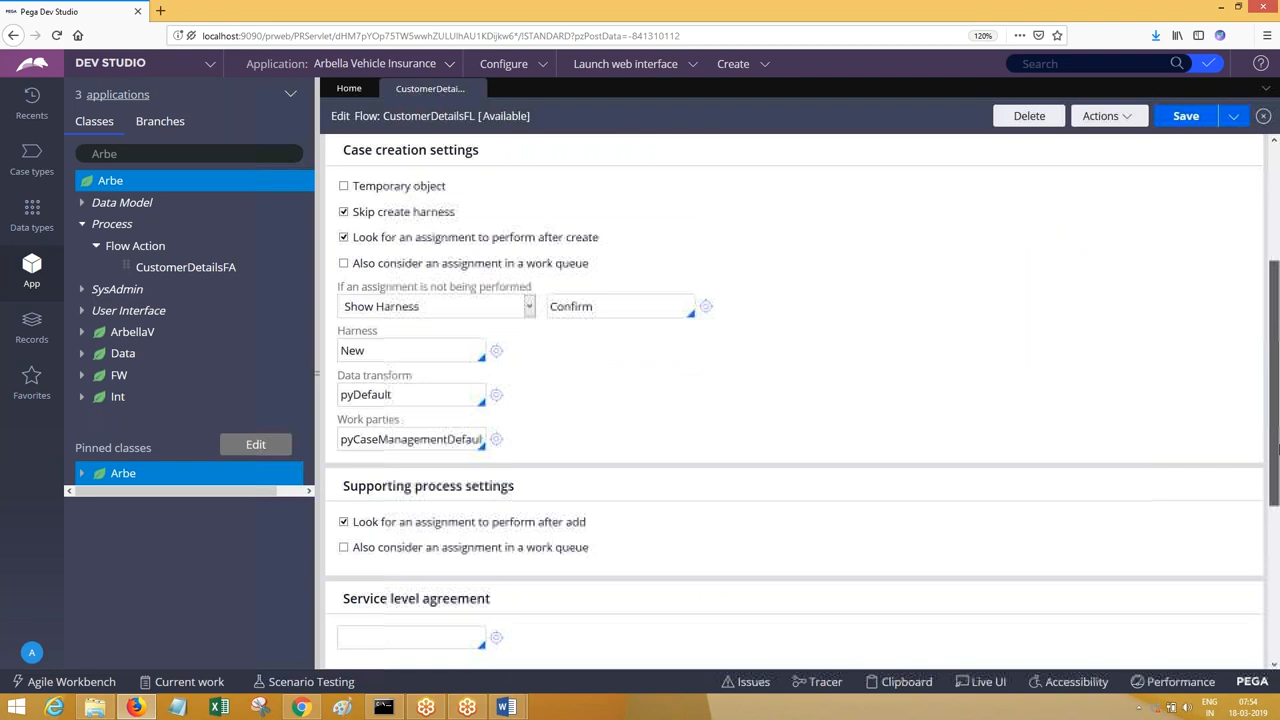 Pega Dev Studio
localhost:9090/prweb/PRServlet/dHM7pYOp75TW5wwhZULUlhAU1KDijkw6*/!STANDARD?pzPostData=-841310112
120%
DEV STUDIO
Application: Arbella Vehicle Insurance
Configure
Launch web interface
Create
Search
3 applications
Home
CustomerDetai...
Recents
Classes
Branches
Edit Flow: CustomerDetailsFL [Available]
Delete
Actions
Save
Arbe
Case types
Arbe
Data Model
Data types
Process
Flow Action
CustomerDetailsFA
App
SysAdmin
User Interface
ArbellaV
Records
Data
FW
Favorites
Int
Pinned classes
Edit
Arbe
Case creation settings
Temporary object
Skip create harness
Look for an assignment to perform after create
Also consider an assignment in a work queue
If an assignment is not being performed
Show Harness
Confirm
Harness
New
Data transform
pyDefault
Work parties
pyCaseManagementDefaul
Supporting process settings
Look for an assignment to perform after add
Also consider an assignment in a work queue
Service level agreement
A
Agile Workbench
Current work
Scenario Testing
Issues
Tracer
Clipboard
Live UI
Accessibility
Performance
PEGA
ENG
IN
07:54
18-03-2019